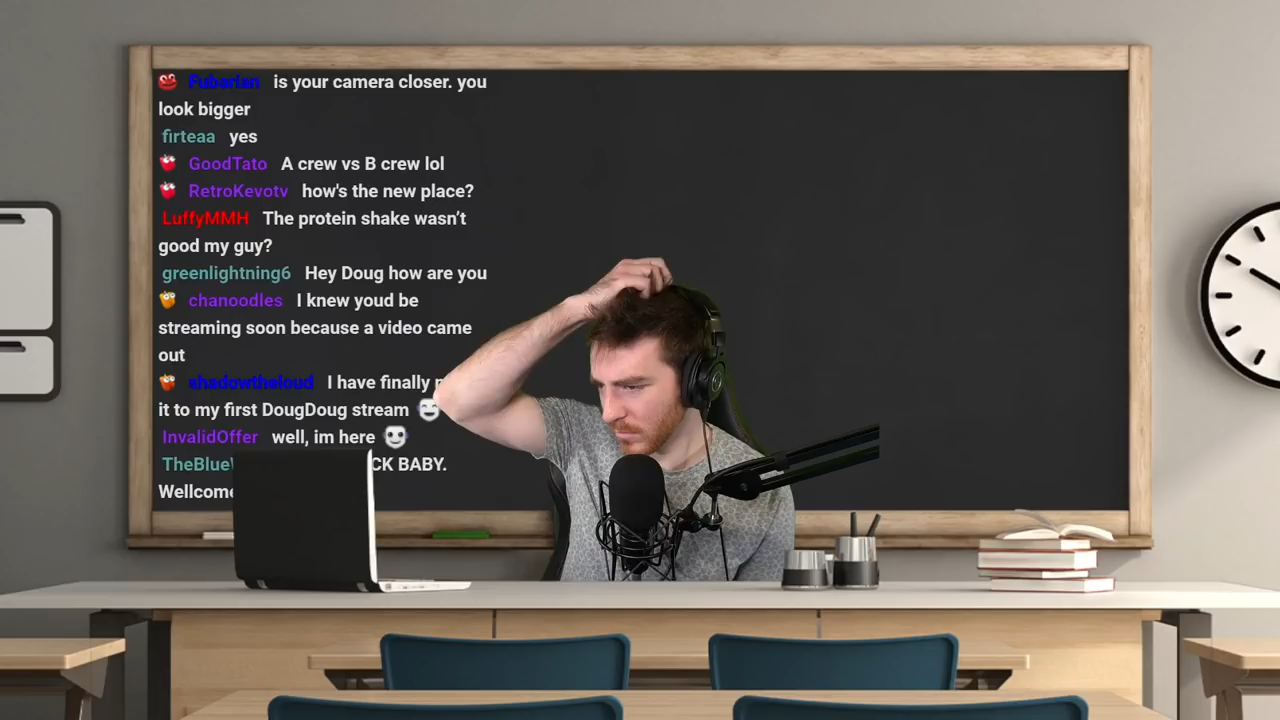 Fubarian is your camera closer. you
look bigger
firteaa yes
GoodTato A crew vs B crew lol
RetroKevotv how's the new place?
LuffyMMH The protein shake wasn't
good my guy?
greenlightning6 Hey Doug how are you
chanoodles I knew youd be
streaming soon because a video came
out
shadowtheloud I have finally
it to my first DougDoug stream
InvalidOffer well, im here
BABY.